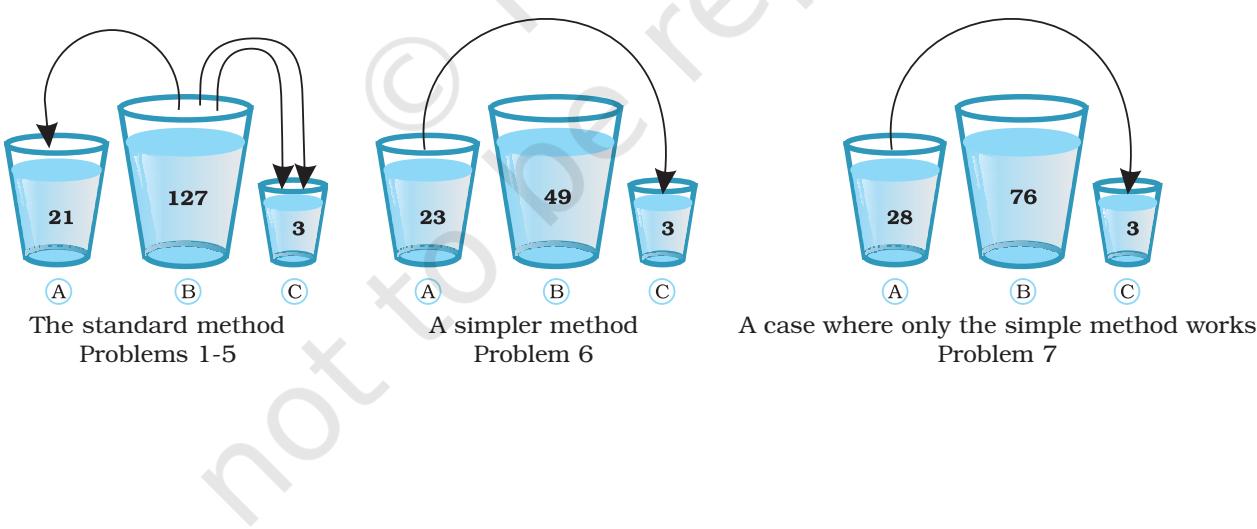 21
127
3
A
B
C
The standard method
Problems 1-5
23
49
3
A
B
C
A simpler method
Problem 6
28
76
3
A
B
C
A case where only the simple method works
Problem 7
©
not to be re